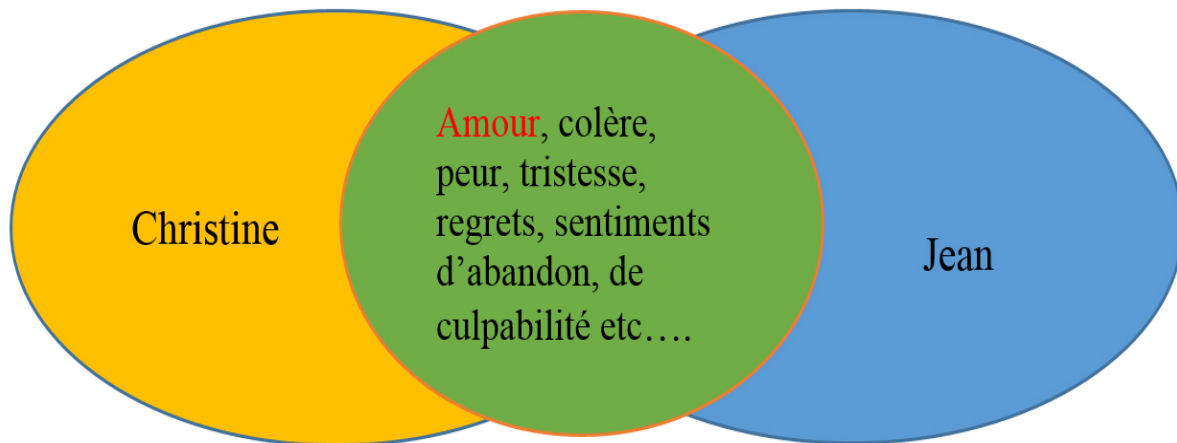 Christine
Amour, colère,
peur, tristesse,
regrets, sentiments
d’abandon, de
culpabilité etc….
Jean